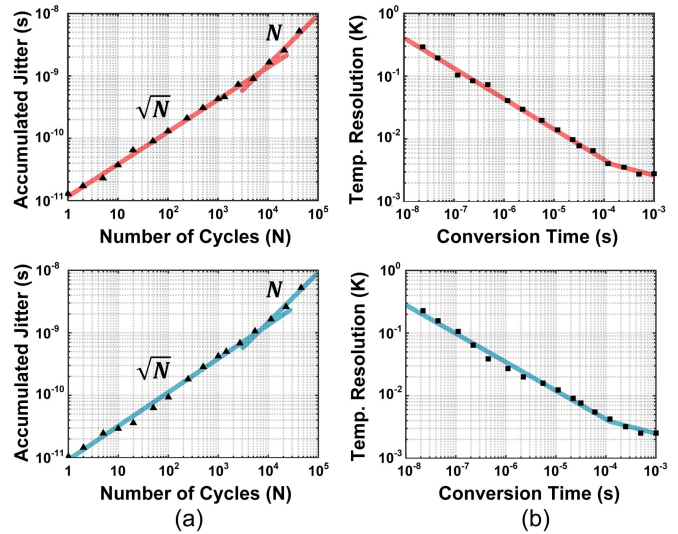 Accumulated Jitter (s)
10⁻⁸
10⁻⁹
10⁻¹⁰
10⁻¹¹
N
√N
1 10 10² 10³ 10⁴ 10⁵
Number of Cycles (N)
Temp. Resolution (K)
10⁰
10⁻¹
10⁻²
10⁻³
10⁻⁸ 10⁻⁷ 10⁻⁶ 10⁻⁵ 10⁻⁴ 10⁻³
Conversion Time (s)
Accumulated Jitter (s)
10⁻⁸
10⁻⁹
10⁻¹⁰
10⁻¹¹
N
√N
1 10 10² 10³ 10⁴ 10⁵
Number of Cycles (N)
(a)
Temp. Resolution (K)
10⁰
10⁻¹
10⁻²
10⁻³
10⁻⁸ 10⁻⁷ 10⁻⁶ 10⁻⁵ 10⁻⁴ 10⁻³
Conversion Time (s)
(b)